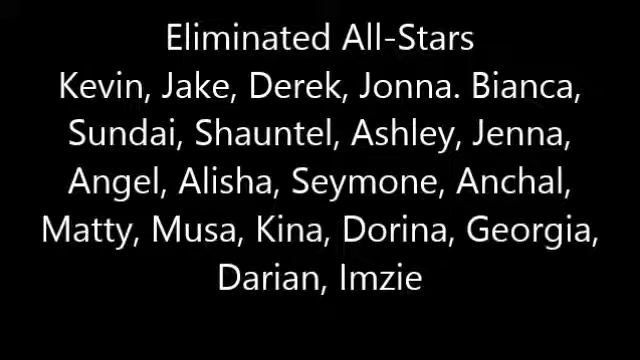 Eliminated All-Stars
Kevin, Jake, Derek, Jonna. Bianca,
Sundai, Shauntel, Ashley, Jenna,
Angel, Alisha, Seymone, Anchal,
Matty, Musa, Kina, Dorina, Georgia,
Darian, Imzie